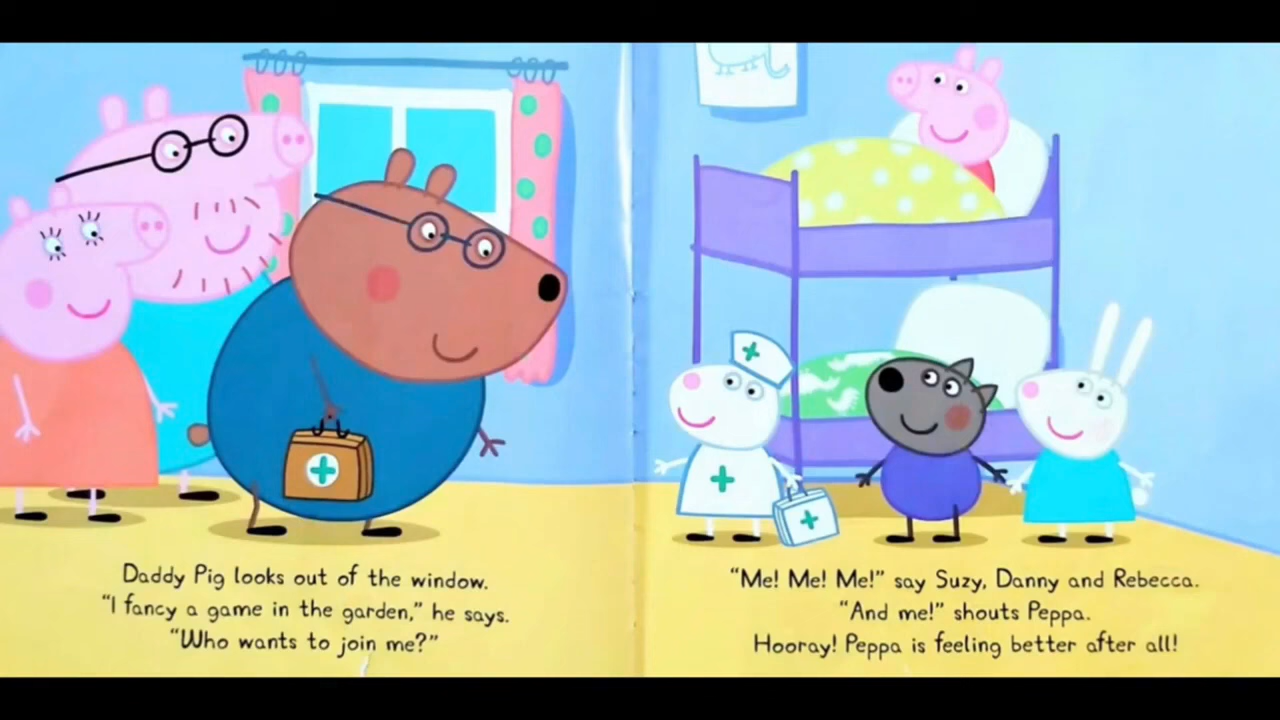 Daddy Pig looks out of the window.
"I fancy a game in the garden," he says.
"Who wants to join me?"
"Me! Me! Me!" say Suzy, Danny and Rebecca.
"And me!" shouts Peppa.
Hooray! Peppa is feeling better after all!